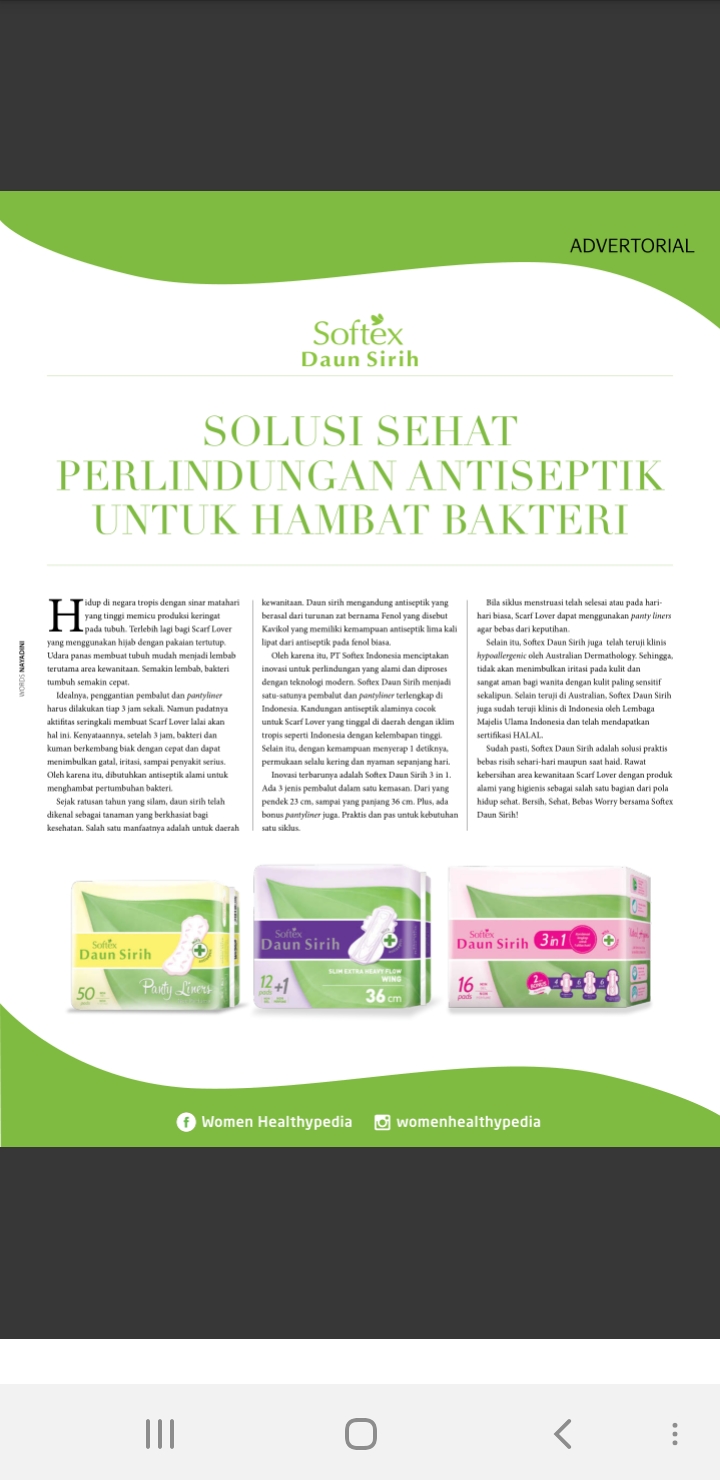 ADVERTORIAL
Softex
Daun Sirih
SOLUSI SEHAT
PERLINDUNGAN ANTISEPTIK
UNTUK HAMBAT BAKTERI
WORDS NAYADINI
Hidup di negara tropis dengan sinar matahari
yang tinggi memicu produksi keringat
pada tubuh. Terlebih lagi bagi Scarf Lover
yang menggunakan hijab dengan pakaian tertutup.
Udara panas membuat tubuh mudah menjadi lembab
terutama area kewanitaan. Semakin lembab, bakteri
tumbuh semakin cepat.
Idealnya, penggantian pembalut dan pantyliner
harus dilakukan tiap 3 jam sekali. Namun padatnya
aktifitas seringkali membuat Scarf Lover lalai akan
hal ini. Kenyataannya, setelah 3 jam, bakteri dan
kuman berkembang biak dengan cepat dan dapat
menimbulkan gatal, iritasi, sampai penyakit serius.
Oleh karena itu, dibutuhkan antiseptik alami untuk
menghambat pertumbuhan bakteri.
Sejak ratusan tahun yang silam, daun sirih telah
dikenal sebagai tanaman yang berkhasiat bagi
kesehatan. Salah satu manfaatnya adalah untuk daerah
kewanitaan. Daun sirih mengandung antiseptik yang
berasal dari turunan zat bernama Fenol yang disebut
Kavikol yang memiliki kemampuan antiseptik lima kali
lipat dari antiseptik pada fenol biasa.
Oleh karena itu, PT Softex Indonesia menciptakan
inovasi untuk perlindungan yang alami dan diproses
dengan teknologi modern. Softex Daun Sirih menjadi
satu-satunya pembalut dan pantyliner terlengkap di
Indonesia. Kandungan antiseptik alaminya cocok
untuk Scarf Lover yang tinggal di daerah dengan iklim
tropis seperti Indonesia dengan kelembapan tinggi.
Selain itu, dengan kemampuan menyerap 1 detiknya,
permukaan selalu kering dan nyaman sepanjang hari.
Inovasi terbarunya adalah Softex Daun Sirih 3 in 1.
Ada 3 jenis pembalut dalam satu kemasan. Dari yang
pendek 23 cm, sampai yang panjang 36 cm. Plus, ada
bonus pantyliner juga. Praktis dan pas untuk kebutuhan
satu siklus.
Bila siklus menstruasi telah selesai atau pada hari-
hari biasa, Scarf Lover dapat menggunakan panty liners
agar bebas dari keputihan.
Selain itu, Softex Daun Sirih juga telah teruji klinis
hypoallergenic oleh Australian Dermathology. Sehingga,
tidak akan menimbulkan iritasi pada kulit dan
sangat aman bagi wanita dengan kulit paling sensitif
sekalipun. Selain teruji di Australian, Softex Daun Sirih
juga sudah teruji klinis di Indonesia oleh Lembaga
Majelis Ulama Indonesia dan telah mendapatkan
sertifikasi HALAL.
Sudah pasti, Softex Daun Sirih adalah solusi praktis
bebas risih sehari-hari maupun saat haid. Rawat
kebersihan area kewanitaan Scarf Lover dengan produk
alami yang higienis sebagai salah satu bagian dari pola
hidup sehat. Bersih, Sehat, Bebas Worry bersama Softex
Daun Sirih!
Softex
Daun Sirih
50
pads
Panty Liners
Softex
Daun Sirih
SLIM EXTRA HEAVY FLOW
WING
12+1
pads
36 cm
Softex
Daun Sirih
3 in 1
16
pads
2
BONUS
Women Healthypedia
womenhealthypedia